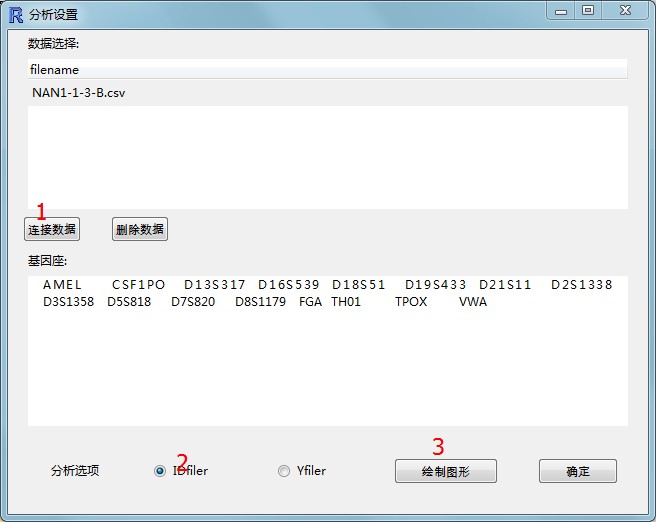 R 分析设置
数据选择:
filename
NAN1-1-3-B.csv
1
连接数据 删除数据
基因座:
AMEL CSF1PO D13S317 D16S539 D18S51 D19S433 D21S11 D2S1338
D3S1358 D5S818 D7S820 D8S1179 FGA TH01 TPOX VWA
2 3
分析选项 IDfiler Yfiler 绘制图形 确定